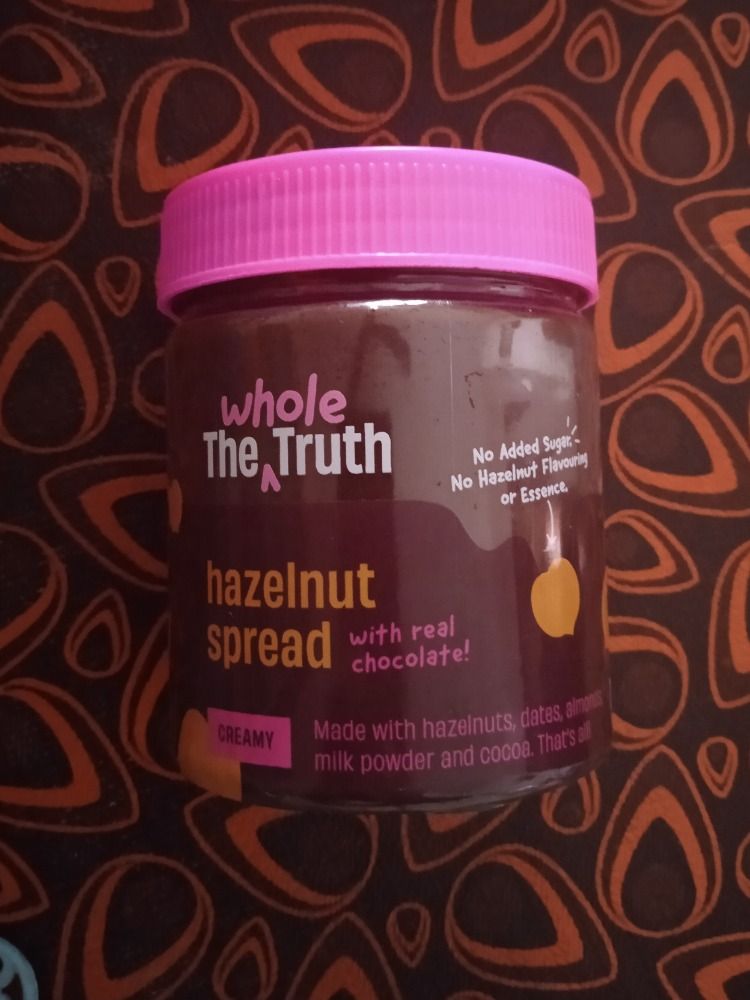 whole
The ^ Truth
No Added Sugar.
No Hazelnut Flavouring
or Essence.
hazelnut
spread
with real
chocolate!
CREAMY
Made with hazelnuts, dates, almonds,
milk powder and cocoa. That's all!